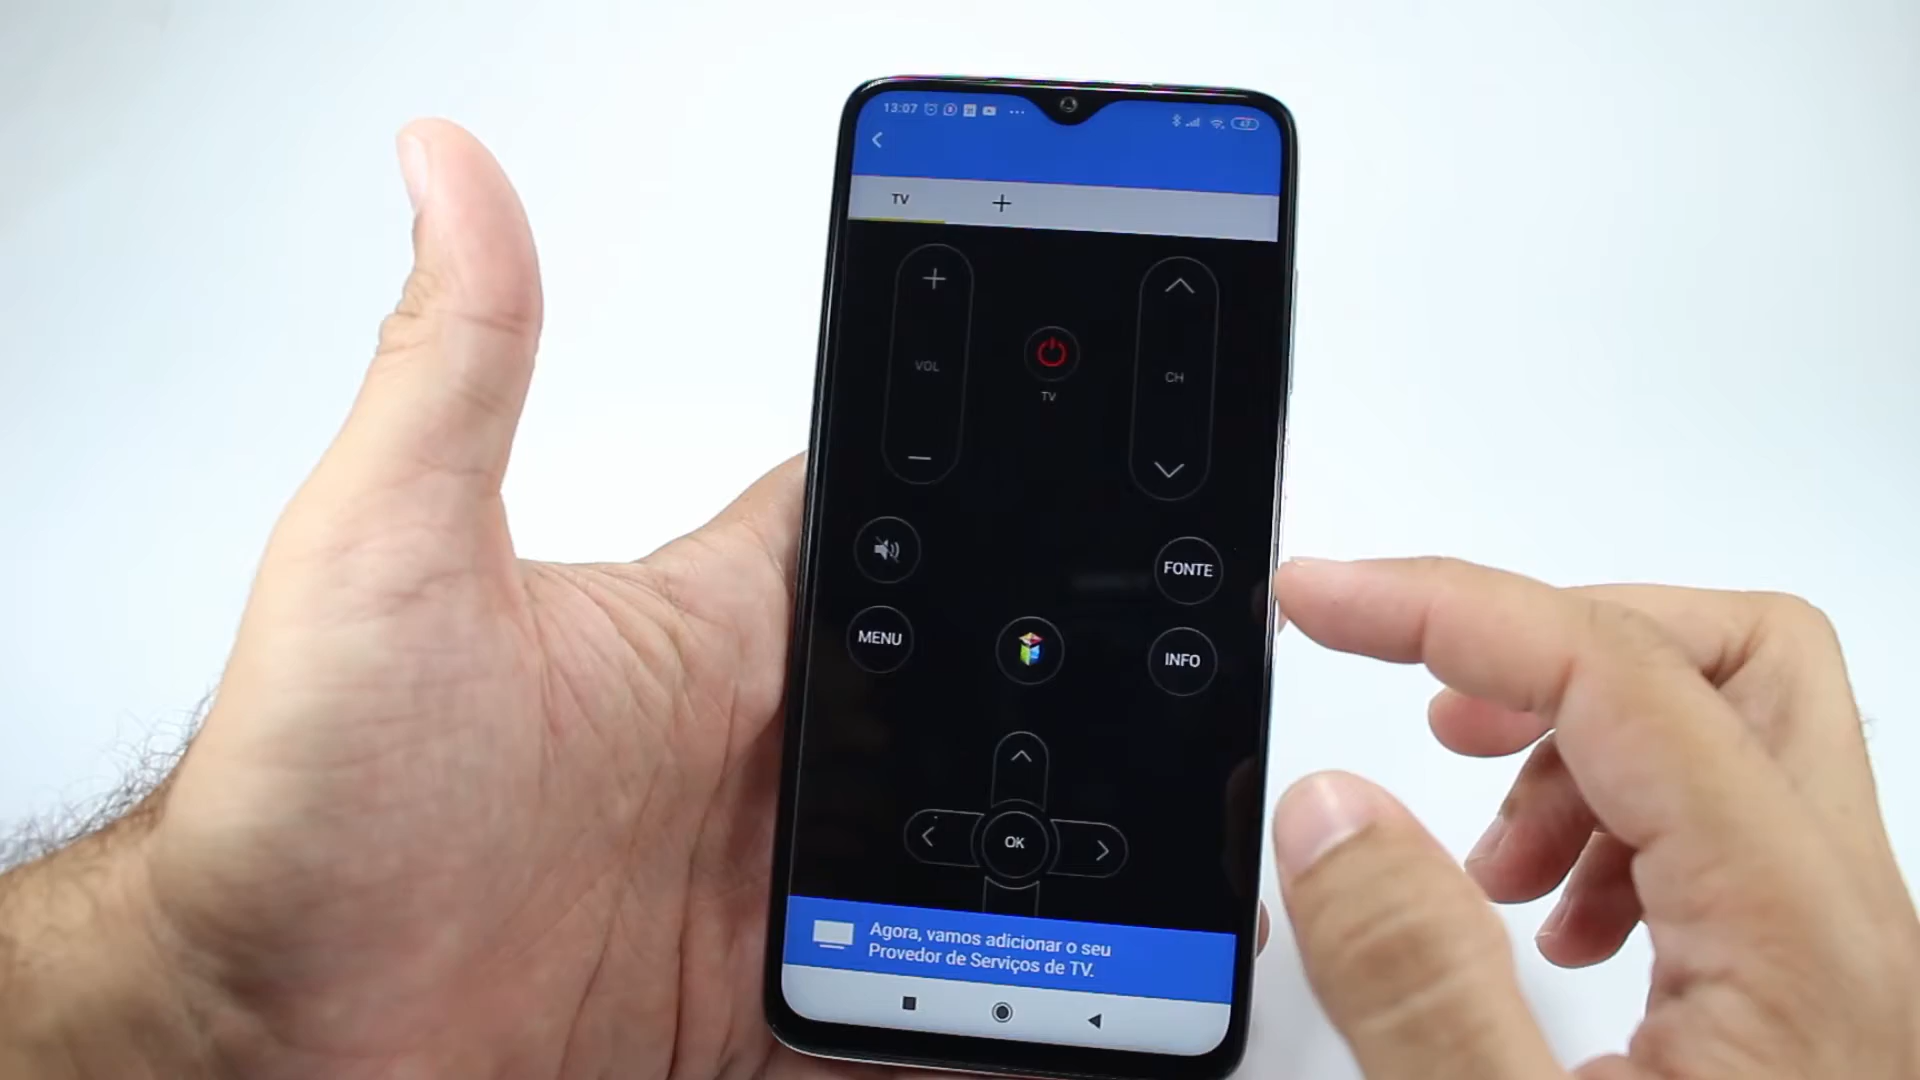 13:07
47
TV
VOL
TV
CH
FONTE
MENU
INFO
OK
Agora, vamos adicionar o seu
Provedor de Serviços de TV.